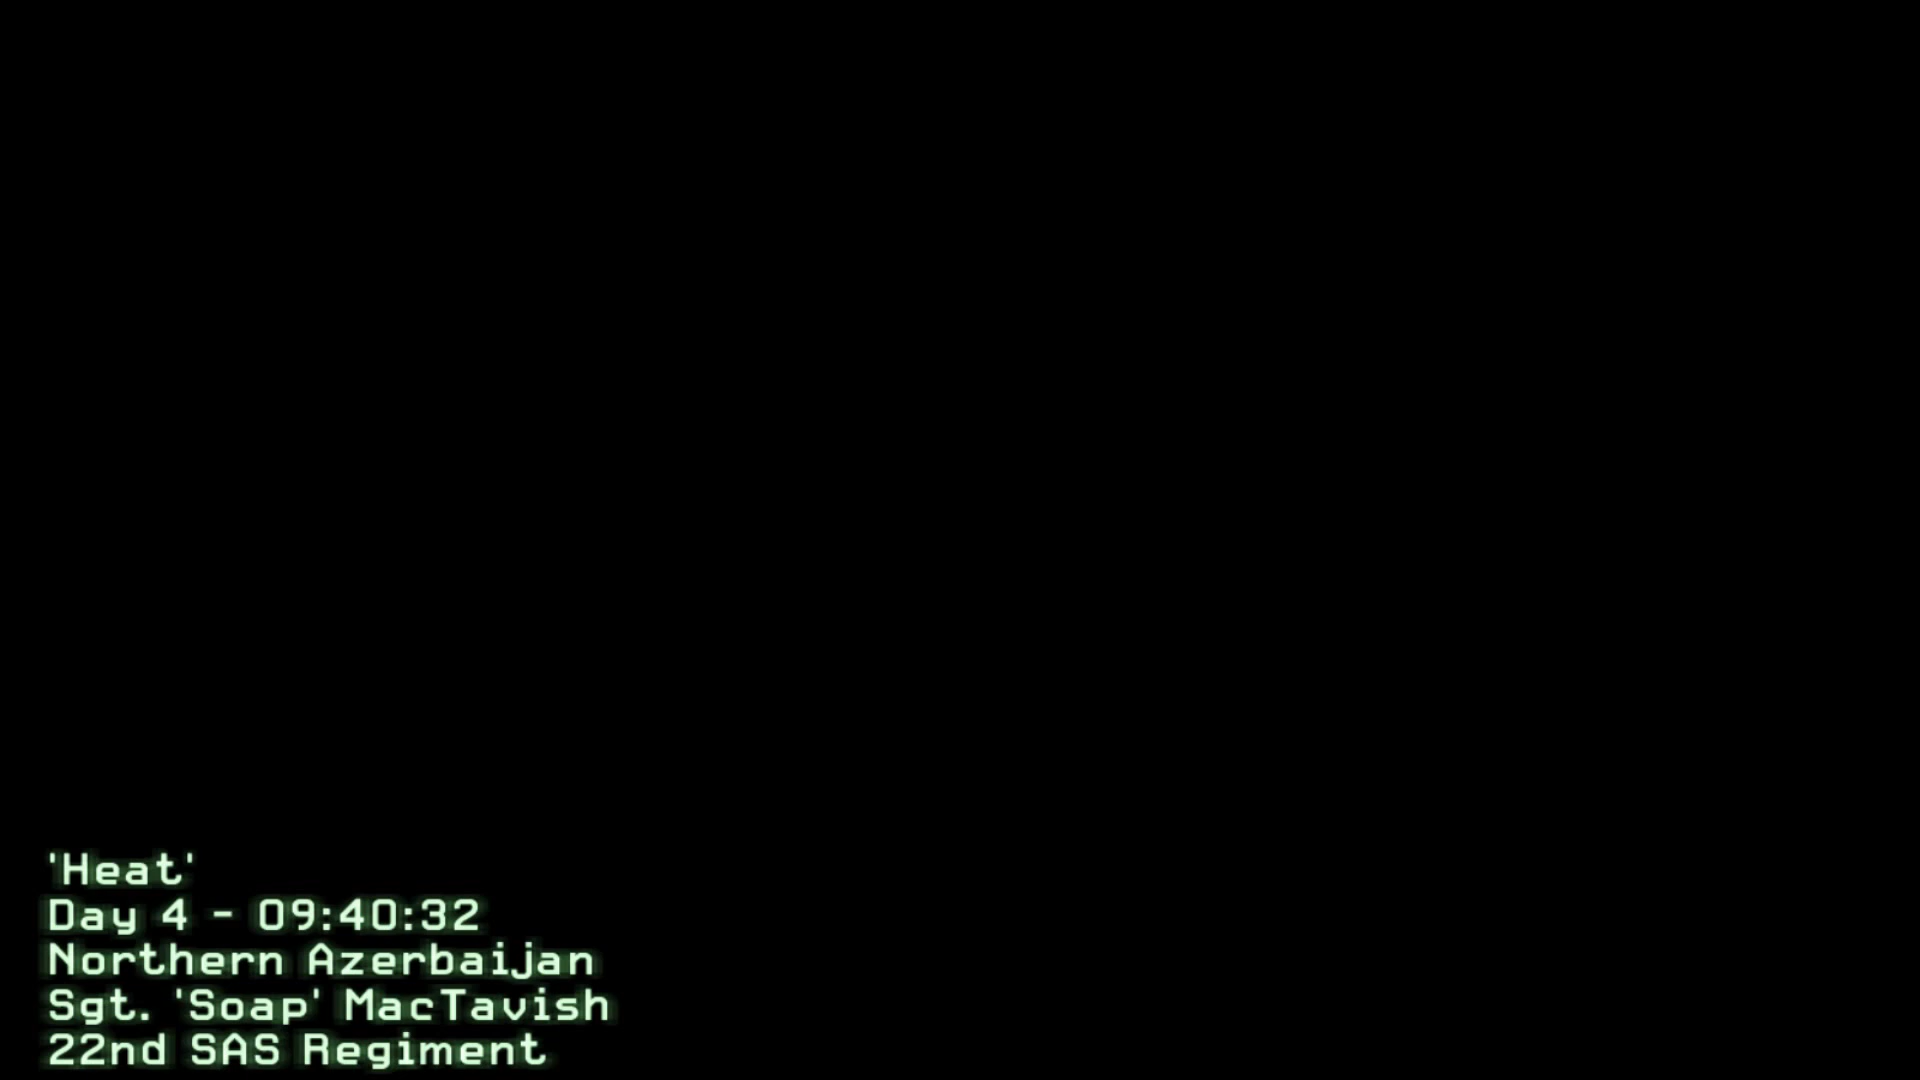 'Heat'
Day 4 - 09:40:32
Northern Azerbaijan
Sgt. 'Soap' MacTavish
22nd SAS Regiment